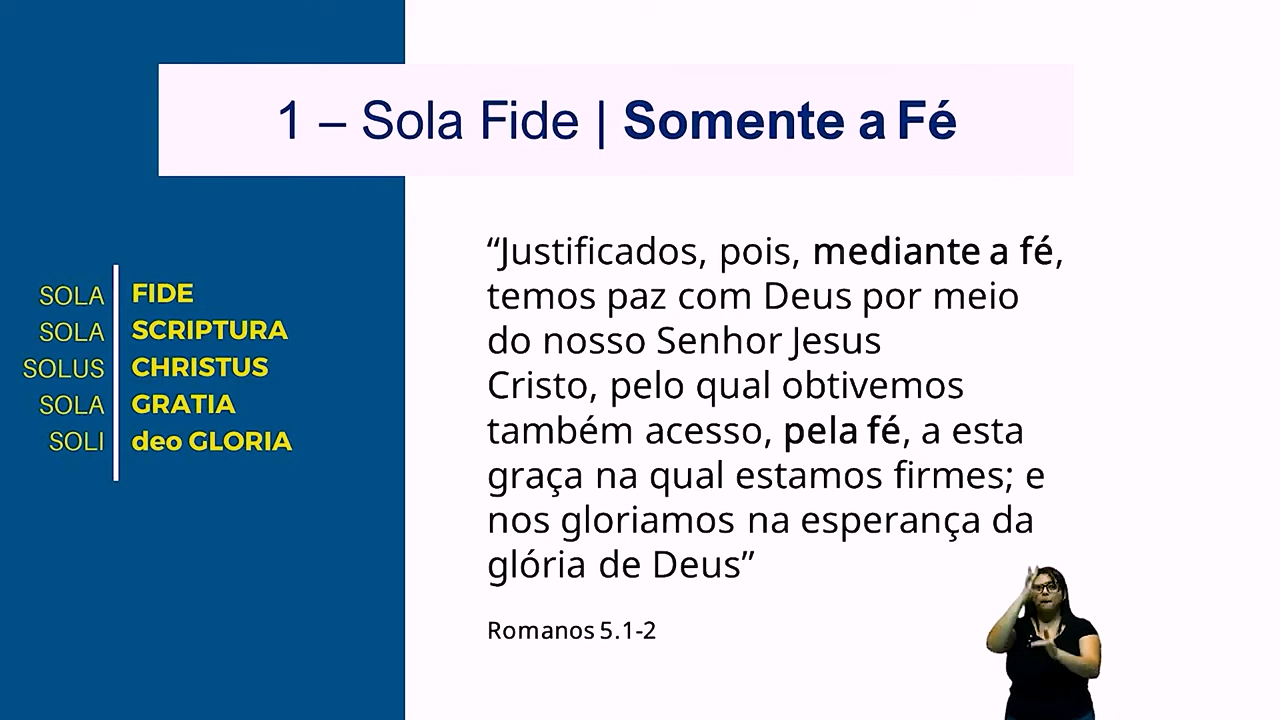 1 – Sola Fide | Somente a Fé
SOLA FIDE
SOLA SCRIPTURA
SOLUS CHRISTUS
SOLA GRATIA
SOLI deo GLORIA
“Justificados, pois, mediante a fé,
temos paz com Deus por meio
do nosso Senhor Jesus
Cristo, pelo qual obtivemos
também acesso, pela fé, a esta
graça na qual estamos firmes; e
nos gloriamos na esperança da
glória de Deus”
Romanos 5.1-2